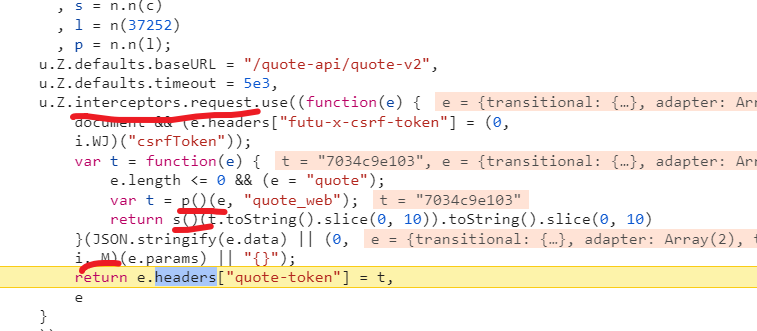 , s = n.n(c)
, l = n(37252)
, p = n.n(l);
u.Z.defaults.baseURL = "/quote-api/quote-v2",
u.Z.defaults.timeout = 5e3,
u.Z.interceptors.request.use((function(e) { e = {transitional: {…}, adapter: Arr
document && (e.headers["futu-x-csrf-token"] = (0,
i.WJ)("csrfToken"));
var t = function(e) { t = "7034c9e103", e = {transitional: {…}, adapter: Arra
e.length <= 0 && (e = "quote");
var t = p()(e, "quote_web"); t = "7034c9e103"
return s()(t.toString().slice(0, 10)).toString().slice(0, 10)
}(JSON.stringify(e.data) || (0, e = {transitional: {…}, adapter: Array(2), t
i. M)(e.params) || "{}");
return e.headers["quote-token"] = t,
e
}